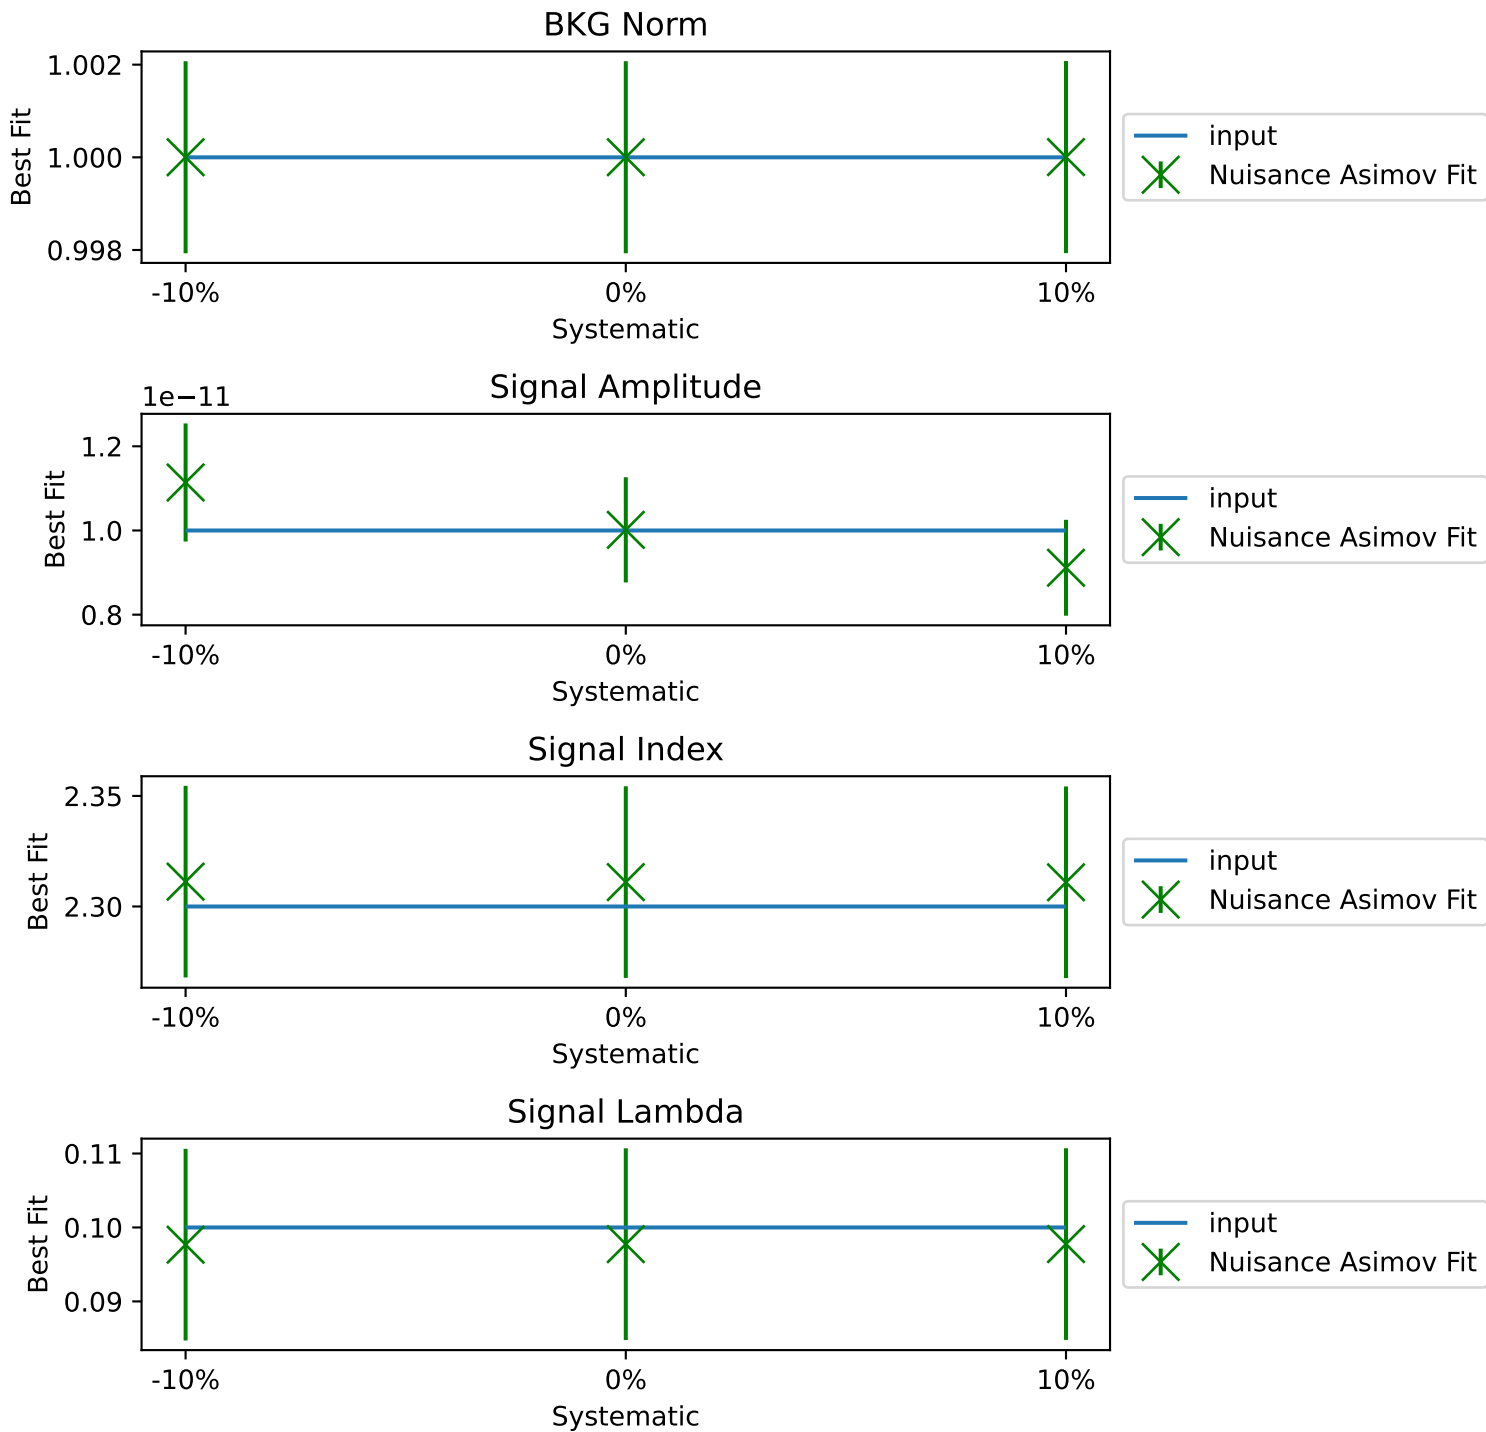 BKG Norm
1.002
1.000
0.998
Best Fit
-10% 0% 10%
Systematic
input
Nuisance Asimov Fit
Signal Amplitude
1e−11
1.2
1.0
0.8
Best Fit
-10% 0% 10%
Systematic
input
Nuisance Asimov Fit
Signal Index
2.35
2.30
Best Fit
-10% 0% 10%
Systematic
input
Nuisance Asimov Fit
Signal Lambda
0.11
0.10
0.09
Best Fit
-10% 0% 10%
Systematic
input
Nuisance Asimov Fit